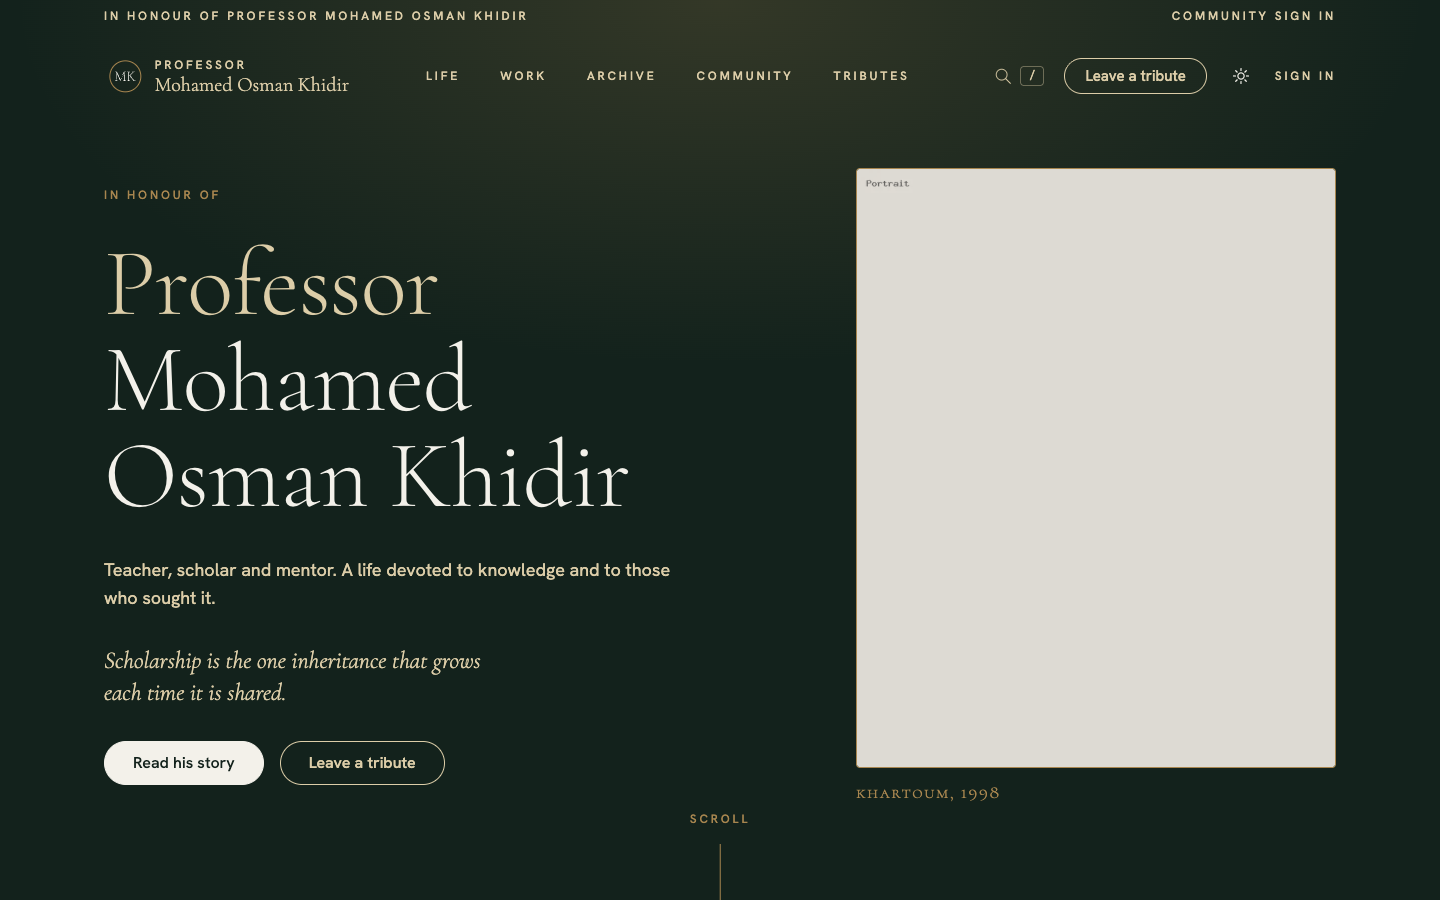 IN HONOUR OF PROFESSOR MOHAMED OSMAN KHIDIR
COMMUNITY SIGN IN
MK
PROFESSOR
Mohamed Osman Khidir
LIFE
WORK
ARCHIVE
COMMUNITY
TRIBUTES
/
Leave a tribute
SIGN IN
IN HONOUR OF
Professor
Mohamed
Osman Khidir
Teacher, scholar and mentor. A life devoted to knowledge and to those
who sought it.
Scholarship is the one inheritance that grows
each time it is shared.
Read his story
Leave a tribute
Portrait
KHARTOUM, 1998
SCROLL